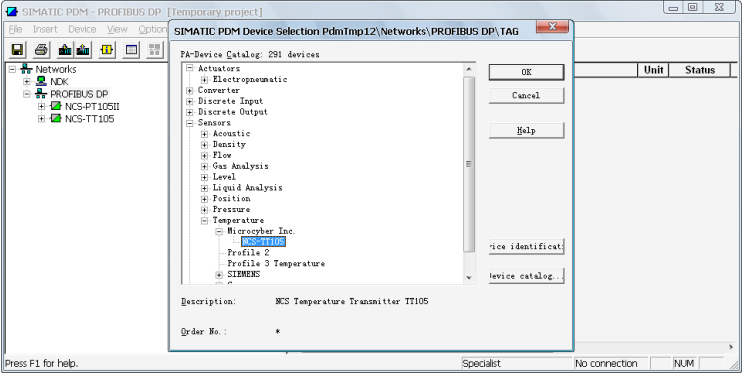 SIMATIC PDM - PROFIBUS DP [Temporary project]
File Insert Device View Option
Networks
NDK
PROFIBUS DP
NCS-PT105II
NCS-TT105
SIMATIC PDM Device Selection PdmTmp12\Networks\PROFIBUS DP\TAG
PA-Device Catalog: 291 devices
Actuators
Electropneumatic
Converter
Discrete Input
Discrete Output
Sensors
Acoustic
Density
Flow
Gas Analysis
Level
Liquid Analysis
Position
Pressure
Temperature
Microcyber Inc.
NCS-TT105
Profile 2
Profile 3 Temperature
SIEMENS
OK
Cancel
Help
vice identificat
Device catalog...
Description: NCS Temperature Transmitter TT105
Order No.: *
Unit Status
Press F1 for help.
Specialist No connection NUM